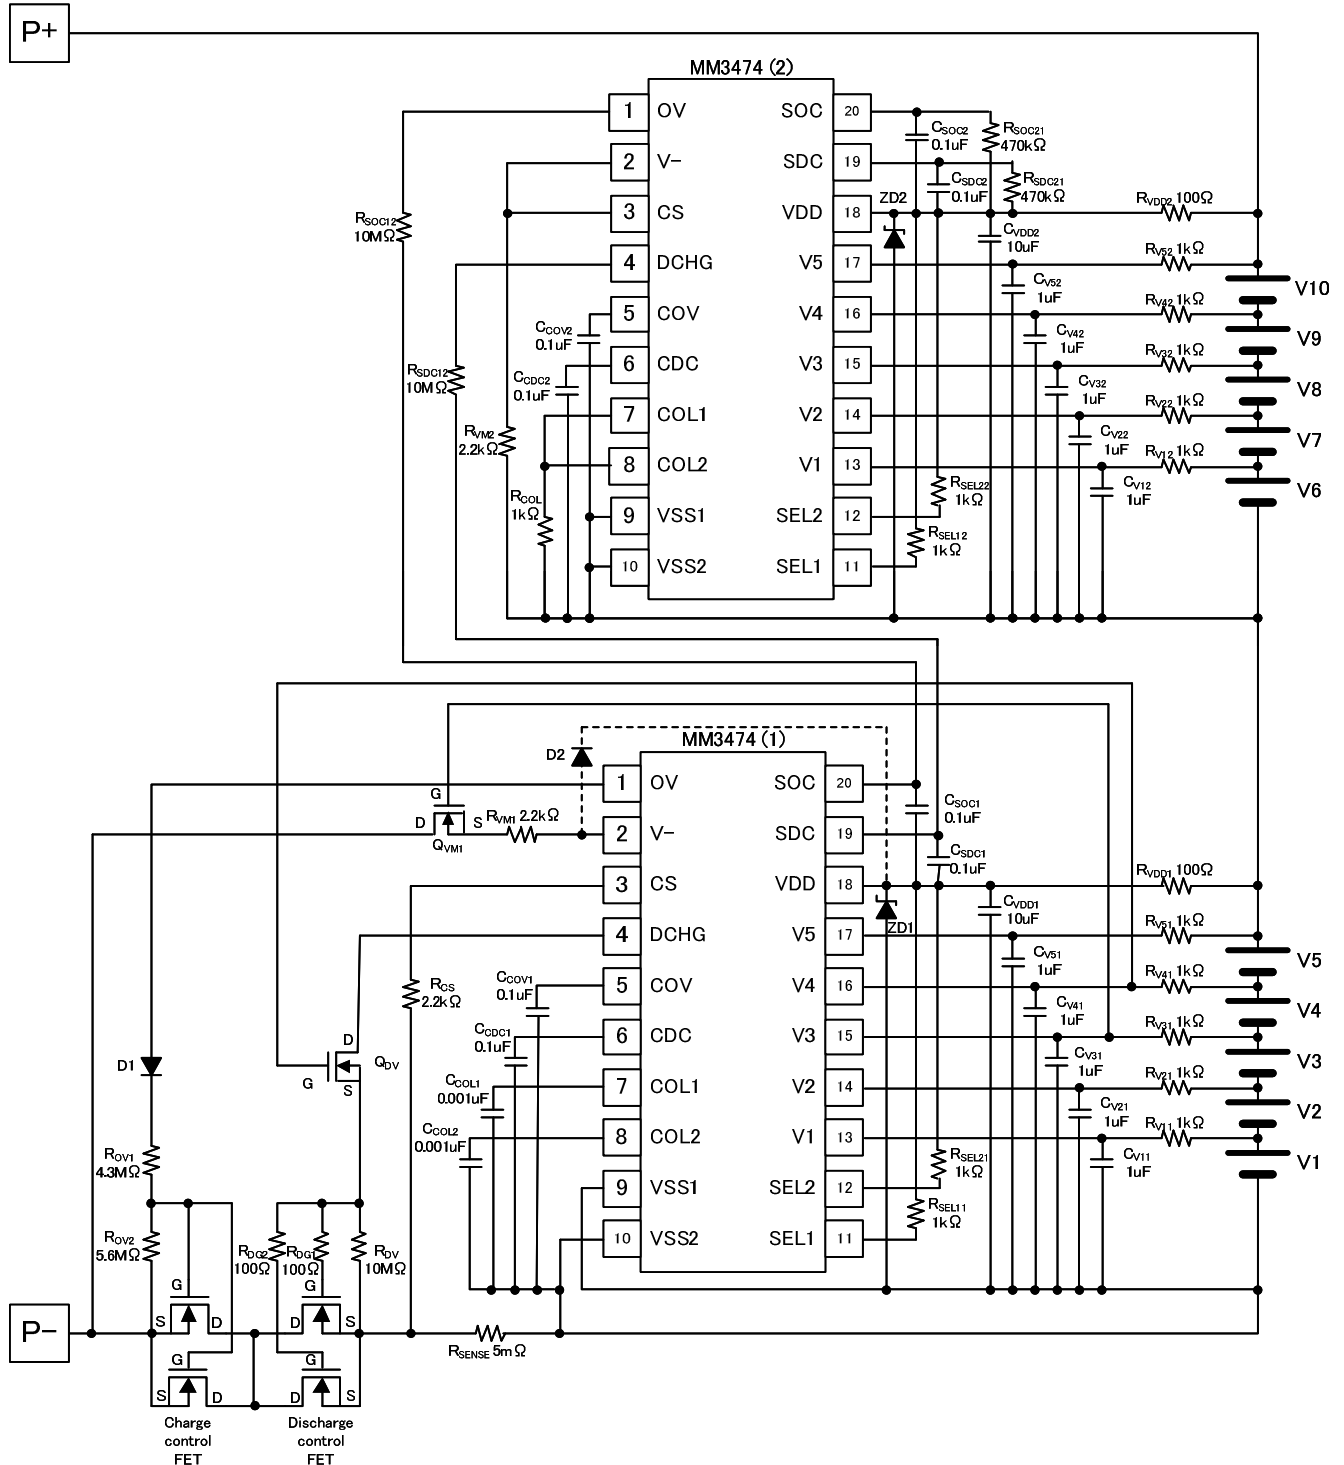 P+
MM3474 (2)
1 OV
2 V-
3 CS
4 DCHG
5 COV
6 CDC
7 COL1
8 COL2
9 VSS1
10 VSS2
SOC 20
SDC 19
VDD 18
V5 17
V4 16
V3 15
V2 14
V1 13
SEL2 12
SEL1 11
RSOC12
10MΩ
RSDC12
10MΩ
RVM2
2.2kΩ
CCOV2
0.1uF
CCDC2
0.1uF
RCOL
1kΩ
CSOC2
0.1uF
RSOC21
470kΩ
CSDC2
0.1uF
RSDC21
470kΩ
ZD2
CVDD2
10uF
RVDD2 100Ω
RV52 1kΩ
CV52
1uF
RV42 1kΩ
CV42
1uF
RV32 1kΩ
CV32
1uF
RV22 1kΩ
CV22
1uF
RV12 1kΩ
CV12
1uF
RSEL22
1kΩ
RSEL12
1kΩ
V10
V9
V8
V7
V6
MM3474 (1)
1 OV
2 V-
3 CS
4 DCHG
5 COV
6 CDC
7 COL1
8 COL2
9 VSS1
10 VSS2
SOC 20
SDC 19
VDD 18
V5 17
V4 16
V3 15
V2 14
V1 13
SEL2 12
SEL1 11
D2
G
D
S
QVM1
RVM1 2.2kΩ
CSOC1
0.1uF
CSDC1
0.1uF
ZD1
CVDD1
10uF
RVDD1 100Ω
RV51 1kΩ
CV51
1uF
RV41 1kΩ
CV41
1uF
RV31 1kΩ
CV31
1uF
RV21 1kΩ
CV21
1uF
RV11 1kΩ
CV11
1uF
RSEL21
1kΩ
RSEL11
1kΩ
V5
V4
V3
V2
V1
RCS
2.2kΩ
CCOV1
0.1uF
CCDC1
0.1uF
CCOL1
0.001uF
CCOL2
0.001uF
D1
D
G
S
QDV
ROV1
4.3MΩ
ROV2
5.6MΩ
RDG2
100Ω
RDG1
100Ω
RDV
10MΩ
P-
G
S
D
G
D
S
G
S
D
G
D
S
RSENSE 5mΩ
Charge
control
FET
Discharge
control
FET